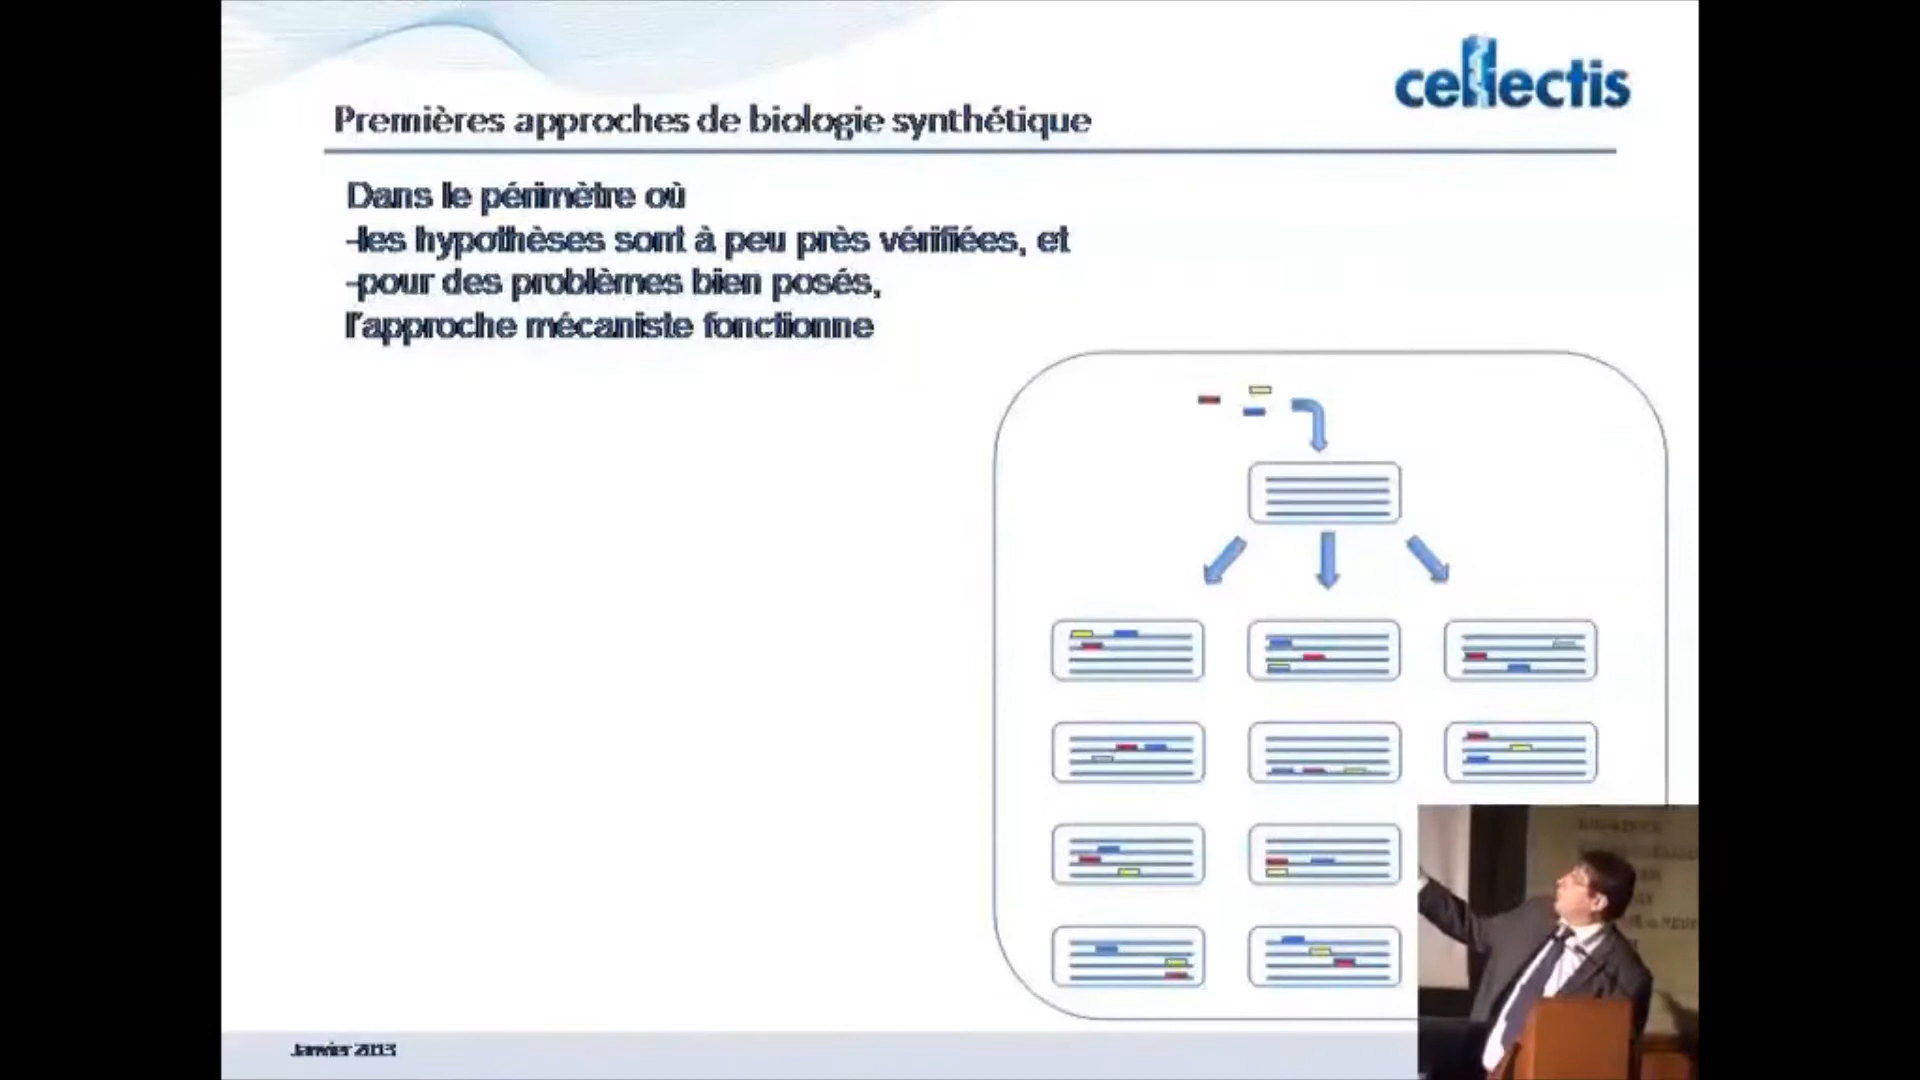 cellectis
Premières approches de biologie synthétique
Dans le périmètre où
-les hypothèses sont à peu près vérifiées, et
-pour des problèmes bien posés,
l'approche mécaniste fonctionne
Janvier 2013